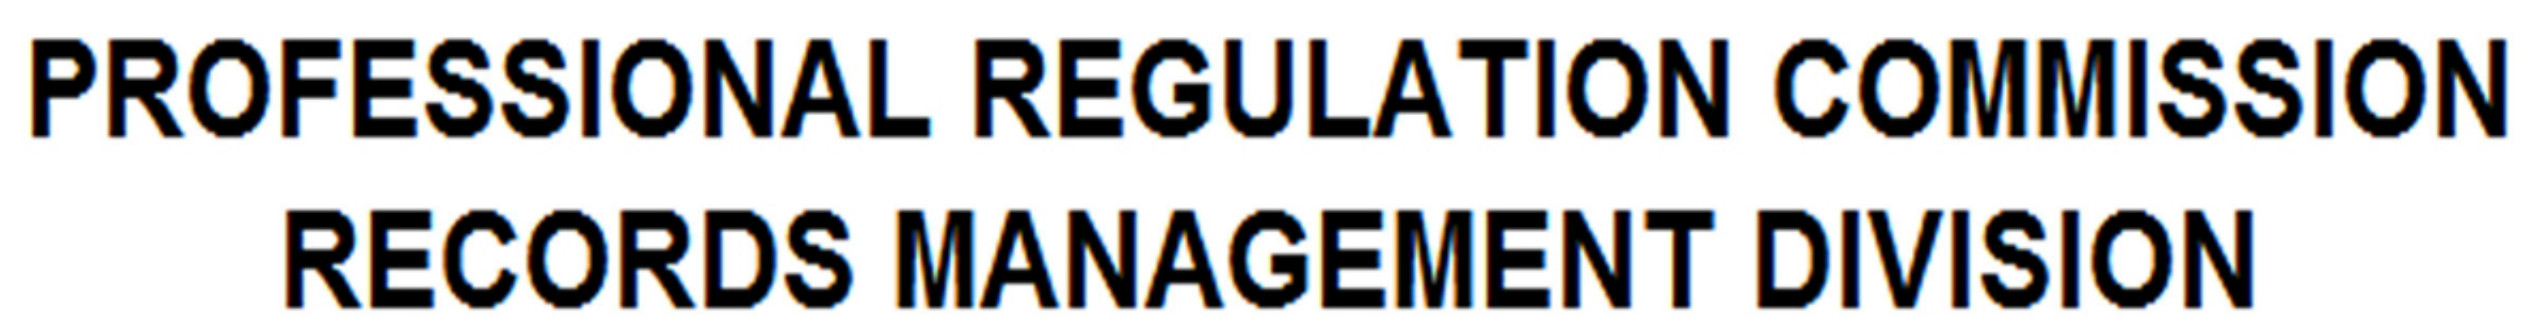 PROFESSIONAL REGULATION COMMISSION
RECORDS MANAGEMENT DIVISION